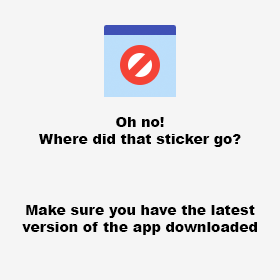 Oh no!
Where did that sticker go?
Make sure you have the latest
version of the app downloaded